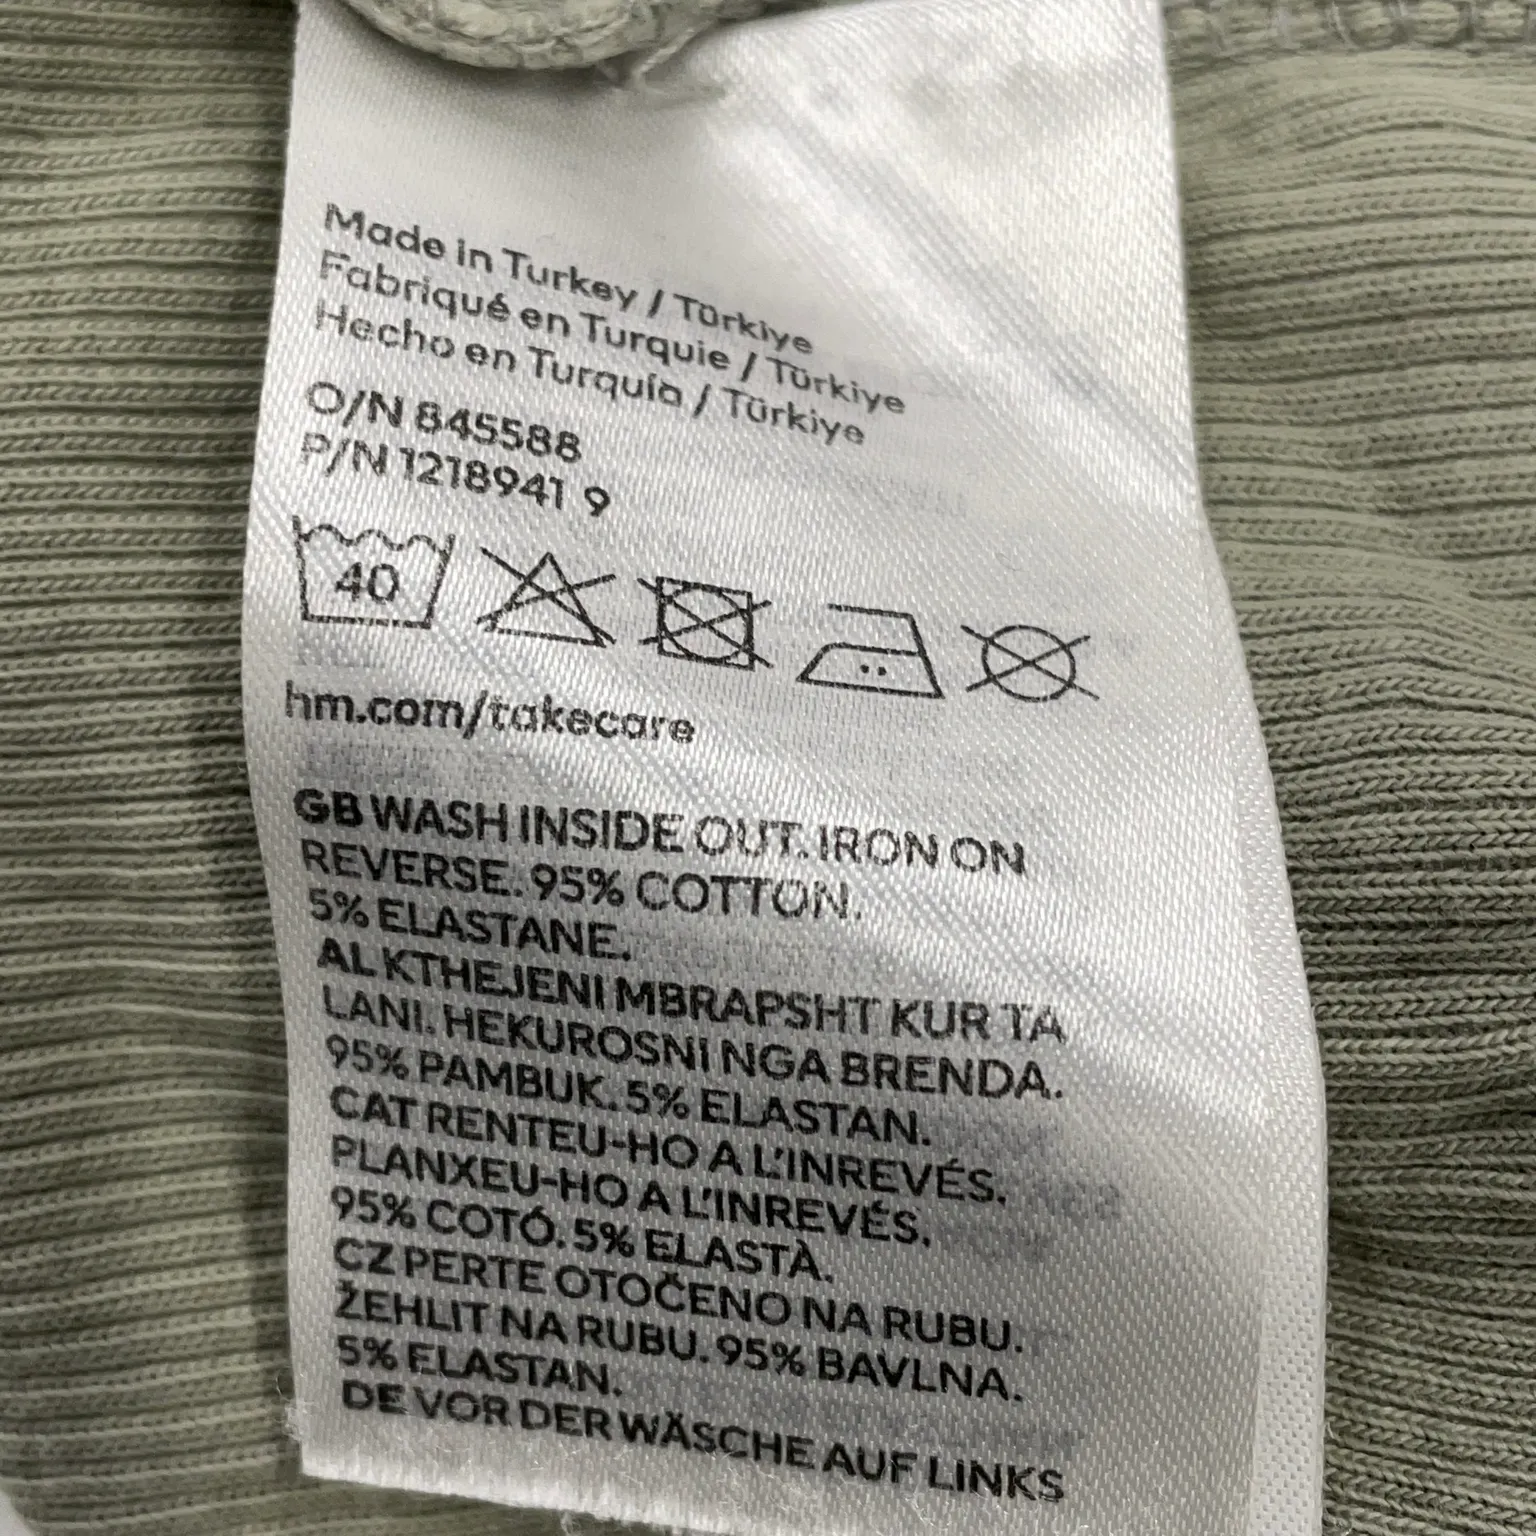 Made in Turkey / Türkiye
Fabriqué en Turquie / Türkiye
Hecho en Turquía / Türkiye
O/N 845588
P/N 1218941 9
40
hm.com/takecare
GB WASH INSIDE OUT. IRON ON
REVERSE. 95% COTTON.
5% ELASTANE.
AL KTHEJENI MBRAPSHT KUR TA
LANI. HEKUROSNI NGA BRENDA.
95% PAMBUK. 5% ELASTAN.
CAT RENTEU-HO A L'INREVÉS.
PLANXEU-HO A L'INREVÉS.
95% COTÓ. 5% ELASTÀ.
CZ PERTE OTOČENO NA RUBU.
ŽEHLIT NA RUBU. 95% BAVLNA.
5% ELASTAN.
DE VOR DER WÄSCHE AUF LINKS